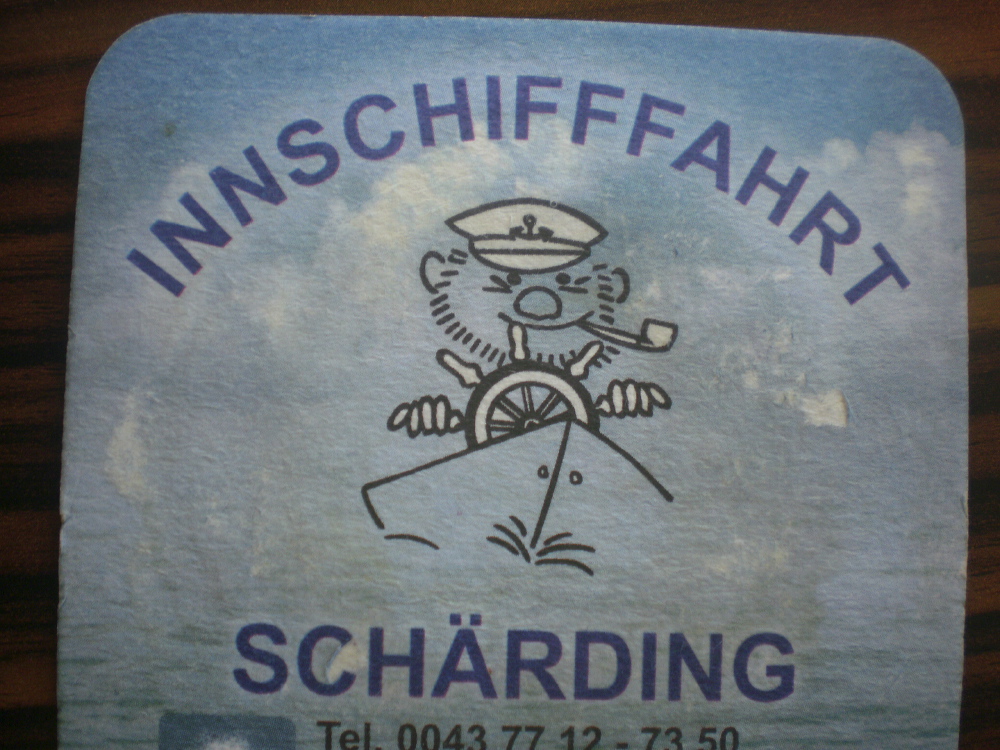 INNSCHIFFFAHRT
SCHÄRDING
Tel. 0043 77 12 - 73 50